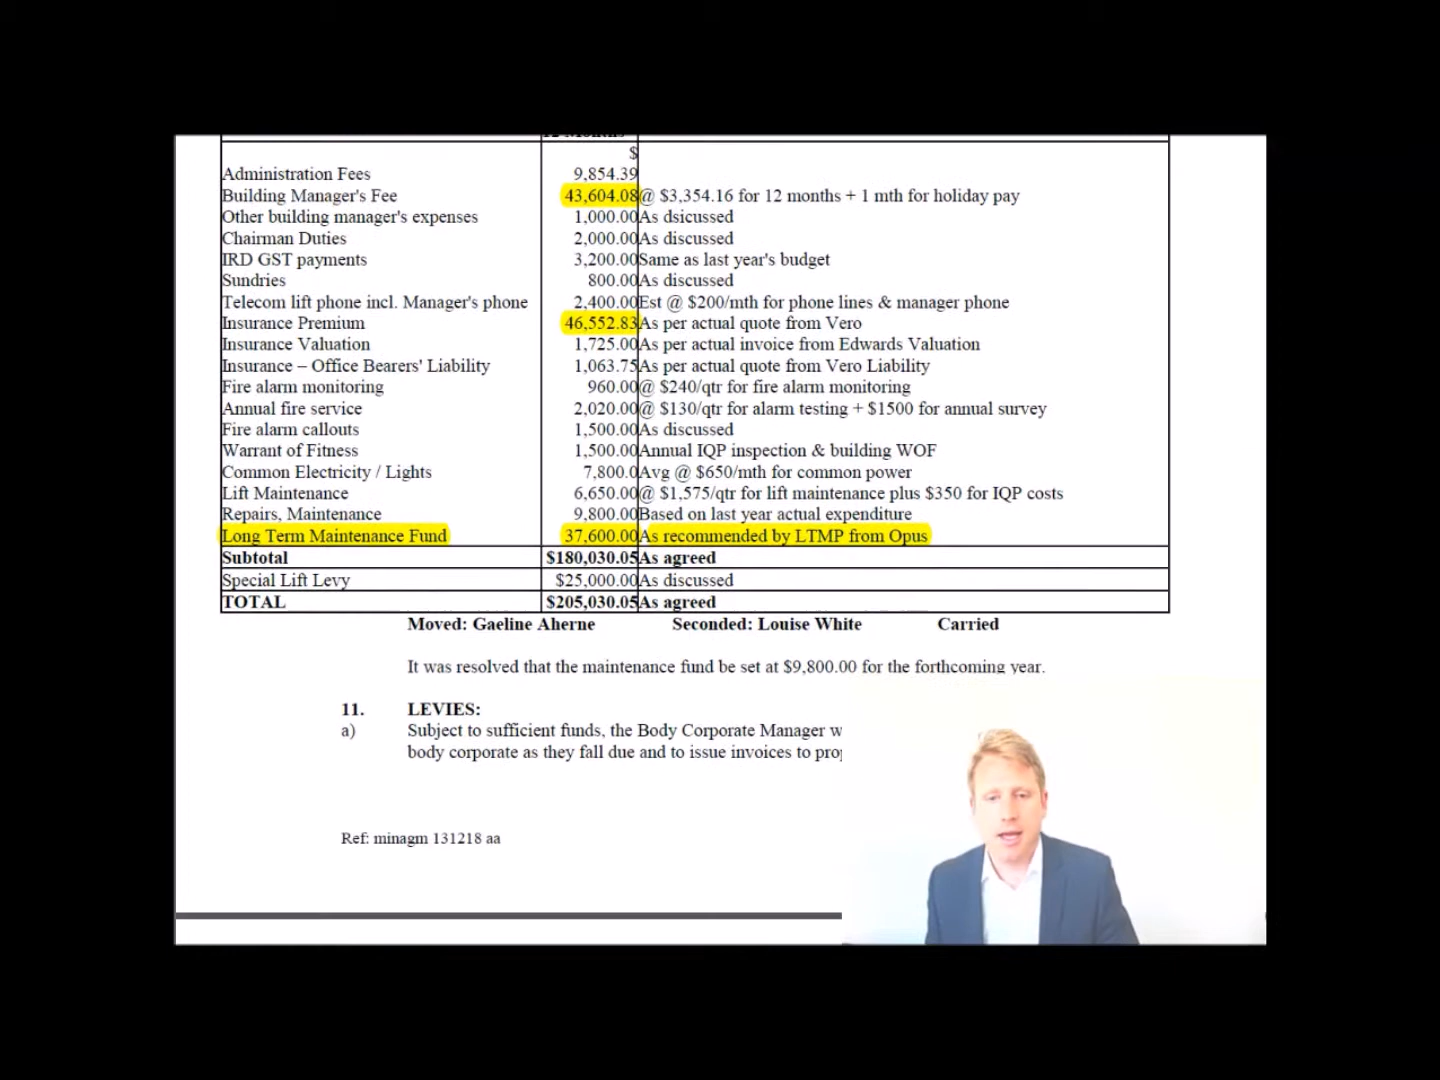 $
Administration Fees 9,854.39
Building Manager's Fee 43,604.08 @ $3,354.16 for 12 months + 1 mth for holiday pay
Other building manager's expenses 1,000.00 As dsicussed
Chairman Duties 2,000.00 As discussed
IRD GST payments 3,200.00 Same as last year's budget
Sundries 800.00 As discussed
Telecom lift phone incl. Manager's phone 2,400.00 Est @ $200/mth for phone lines & manager phone
Insurance Premium 46,552.83 As per actual quote from Vero
Insurance Valuation 1,725.00 As per actual invoice from Edwards Valuation
Insurance – Office Bearers' Liability 1,063.75 As per actual quote from Vero Liability
Fire alarm monitoring 960.00 @ $240/qtr for fire alarm monitoring
Annual fire service 2,020.00 @ $130/qtr for alarm testing + $1500 for annual survey
Fire alarm callouts 1,500.00 As discussed
Warrant of Fitness 1,500.00 Annual IQP inspection & building WOF
Common Electricity / Lights 7,800.0 Avg @ $650/mth for common power
Lift Maintenance 6,650.00 @ $1,575/qtr for lift maintenance plus $350 for IQP costs
Repairs, Maintenance 9,800.00 Based on last year actual expenditure
Long Term Maintenance Fund 37,600.00 As recommended by LTMP from Opus
Subtotal $180,030.05 As agreed
Special Lift Levy $25,000.00 As discussed
TOTAL $205,030.05 As agreed
Moved: Gaeline Aherne Seconded: Louise White Carried
It was resolved that the maintenance fund be set at $9,800.00 for the forthcoming year.
11. LEVIES:
a) Subject to sufficient funds, the Body Corporate Manager w
body corporate as they fall due and to issue invoices to
Ref: minagm 131218 aa